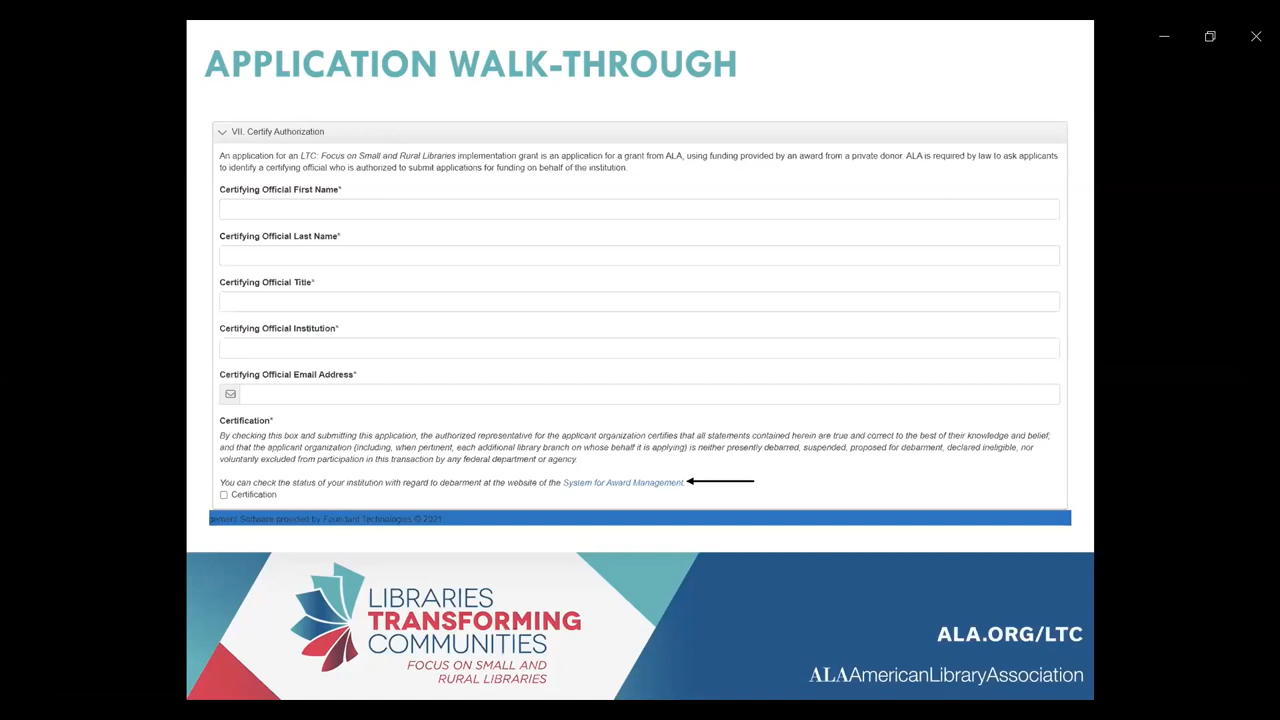 APPLICATION WALK-THROUGH
VII. Certify Authorization
An application for an LTC: Focus on Small and Rural Libraries implementation grant is an application for a grant from ALA, using funding provided by an award from a private donor. ALA is required by law to ask applicants
to identify a certifying official who is authorized to submit applications for funding on behalf of the institution.
Certifying Official First Name*
Certifying Official Last Name*
Certifying Official Title*
Certifying Official Institution*
Certifying Official Email Address*
Certification*
By checking this box and submitting this application, the authorized representative for the applicant organization certifies that all statements contained herein are true and correct to the best of their knowledge and belief;
and that the applicant organization (including, when pertinent, each additional library branch on whose behalf it is applying) is neither presently debarred, suspended, proposed for debarment, declared ineligible, nor
voluntarily excluded from participation in this transaction by any federal department or agency.
You can check the status of your institution with regard to debarment at the website of the System for Award Management.
Certification
gement Software provided by Foundant Technologies © 2021
LIBRARIES
TRANSFORMING
COMMUNITIES
FOCUS ON SMALL AND
RURAL LIBRARIES
ALA.ORG/LTC
ALAAmericanLibraryAssociation